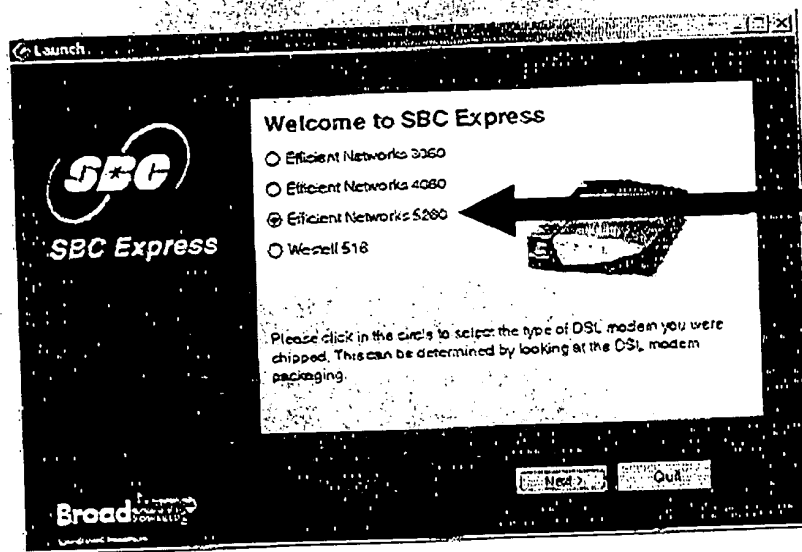 Launch
Welcome to SBC Express
Efficient Networks 3060
Efficient Networks 4060
Efficient Networks 5260
Westell 516
SBC
SBC Express
Please click in the circle to select the type of DSL modem you were
shipped. This can be determined by looking at the DSL modem
packaging.
Next >
Quit
Broad